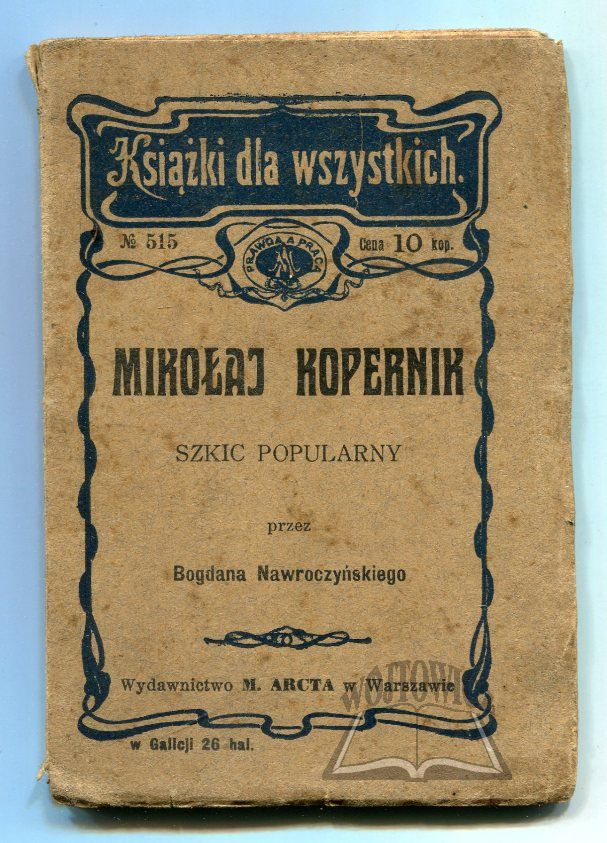 Książki dla wszystkich.
№ 515
PRAWDA A PRACA
Cena 10 kop.
MIKOŁAJ KOPERNIK
SZKIC POPULARNY
przez
Bogdana Nawroczyńskiego
Wydawnictwo M. ARCTA w Warszawie
w Galicji 26 hal.